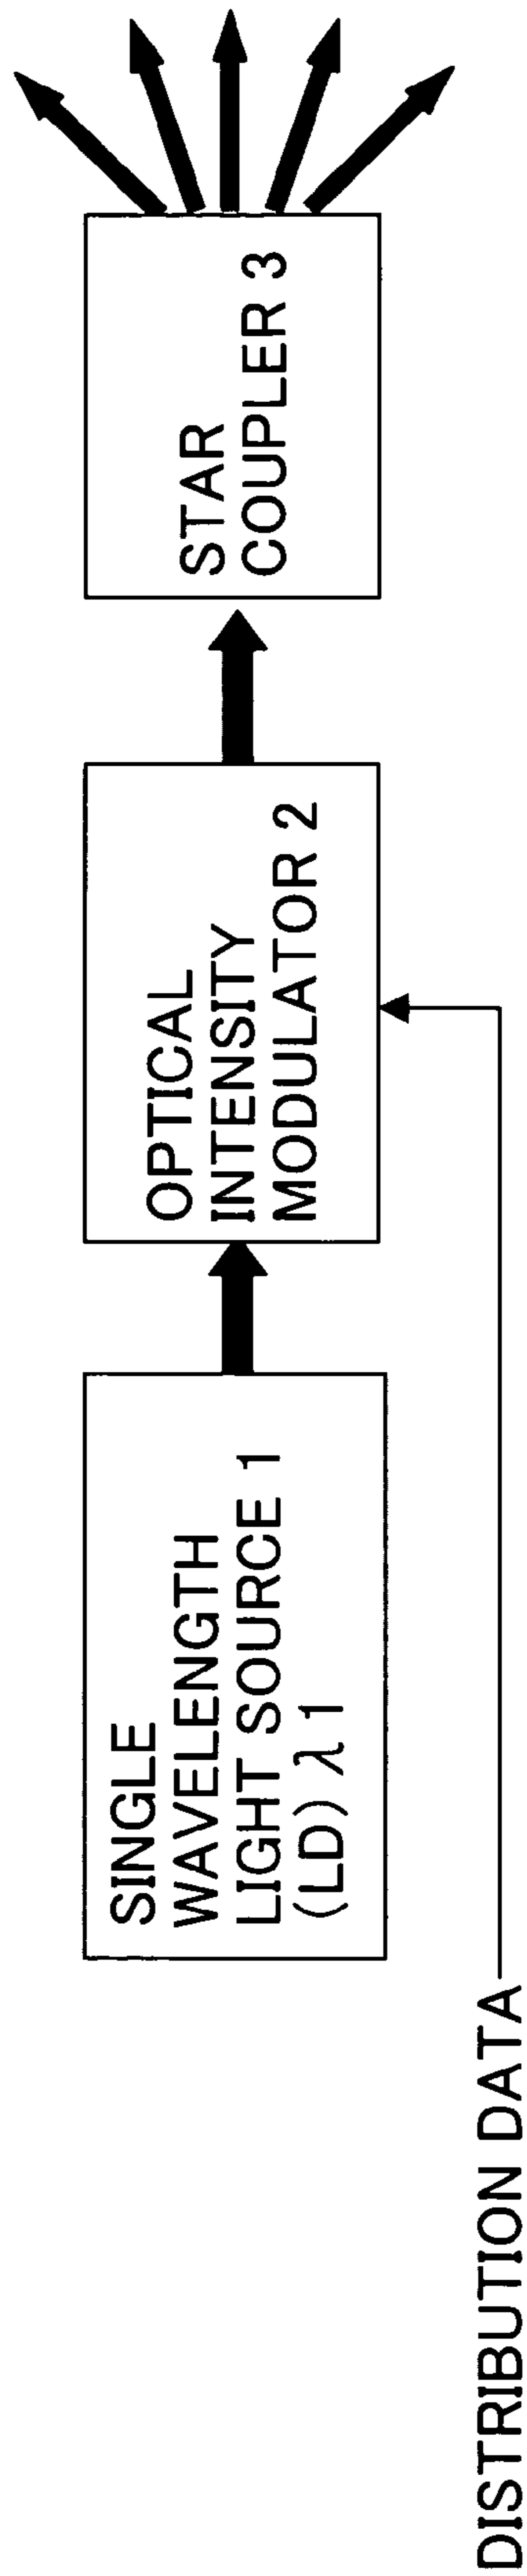 SINGLE
WAVELENGTH
LIGHT SOURCE 1
(LD) λ1
OPTICAL
INTENSITY
MODULATOR 2
STAR
COUPLER 3
DISTRIBUTION DATA